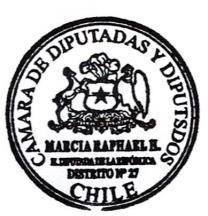 CAMARA DE DIPUTADAS Y DIPUTSDOS
MARCIA RAPHAEL H.
H. DIPUTADA DE LA REPÚBLICA
DISTRITO Nº 27
CHILE